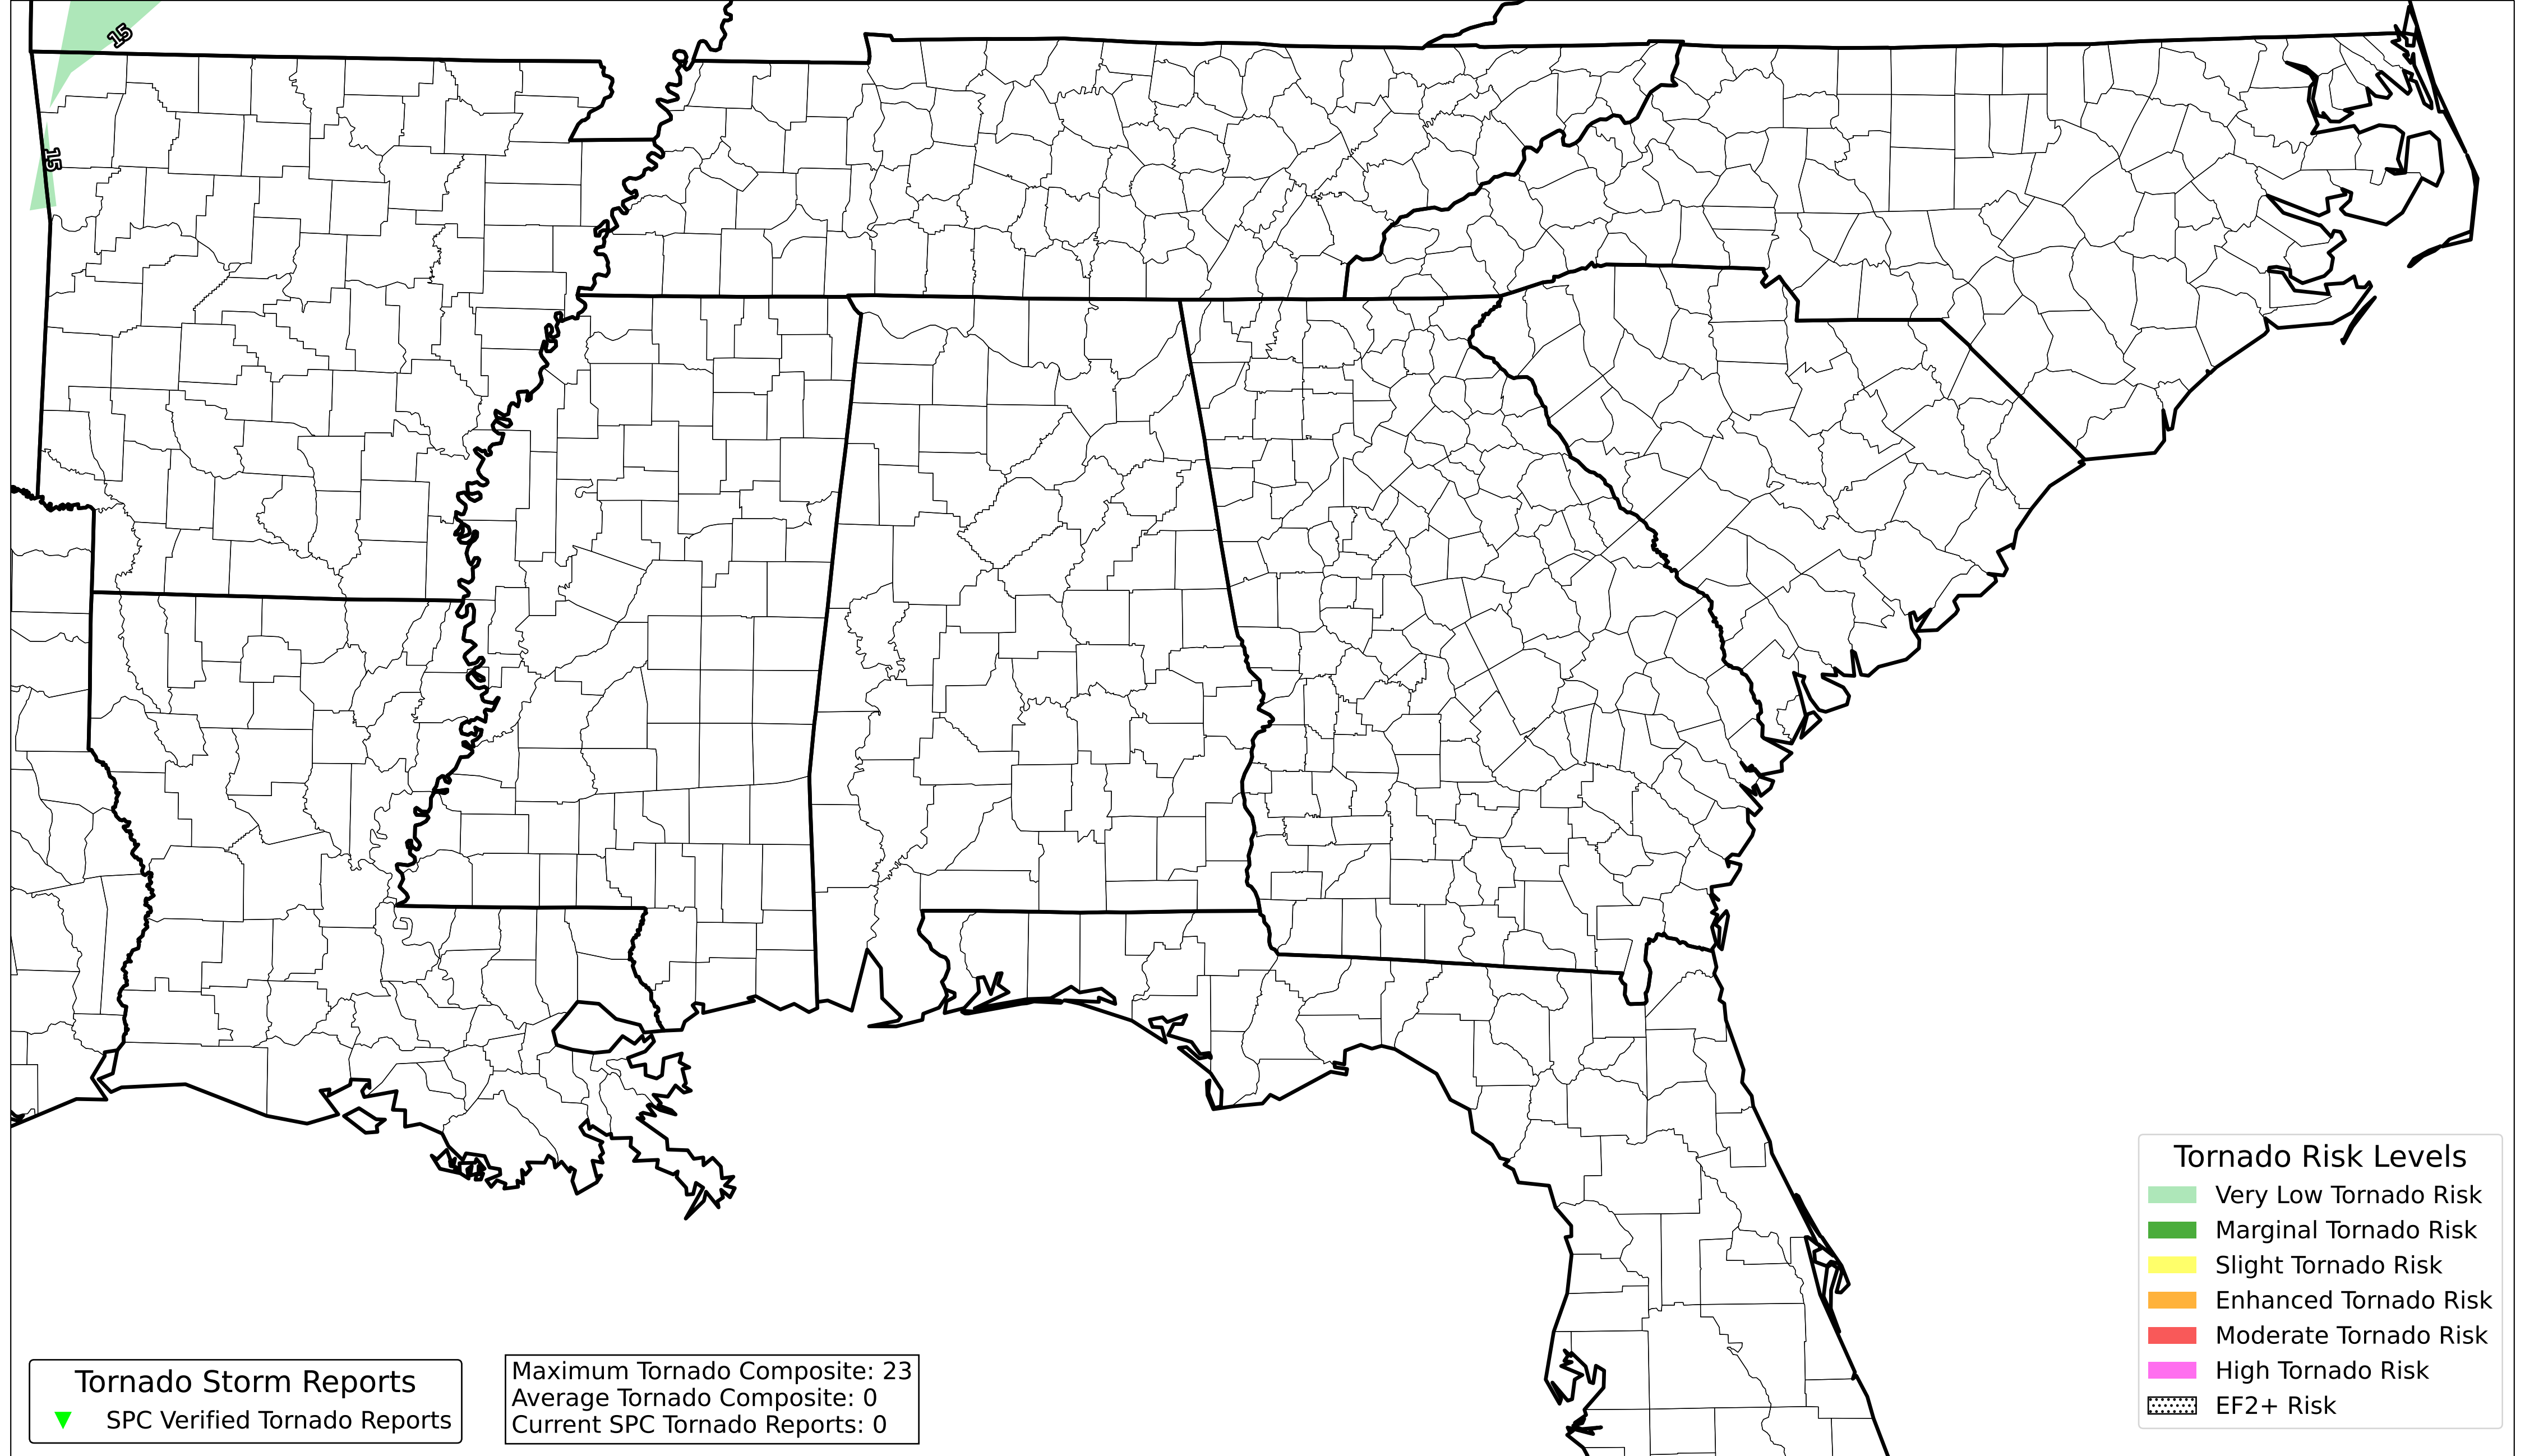 15
15
Tornado Risk Levels
Very Low Tornado Risk
Marginal Tornado Risk
Slight Tornado Risk
Enhanced Tornado Risk
Moderate Tornado Risk
High Tornado Risk
EF2+ Risk
Tornado Storm Reports
SPC Verified Tornado Reports
Maximum Tornado Composite: 23
Average Tornado Composite: 0
Current SPC Tornado Reports: 0